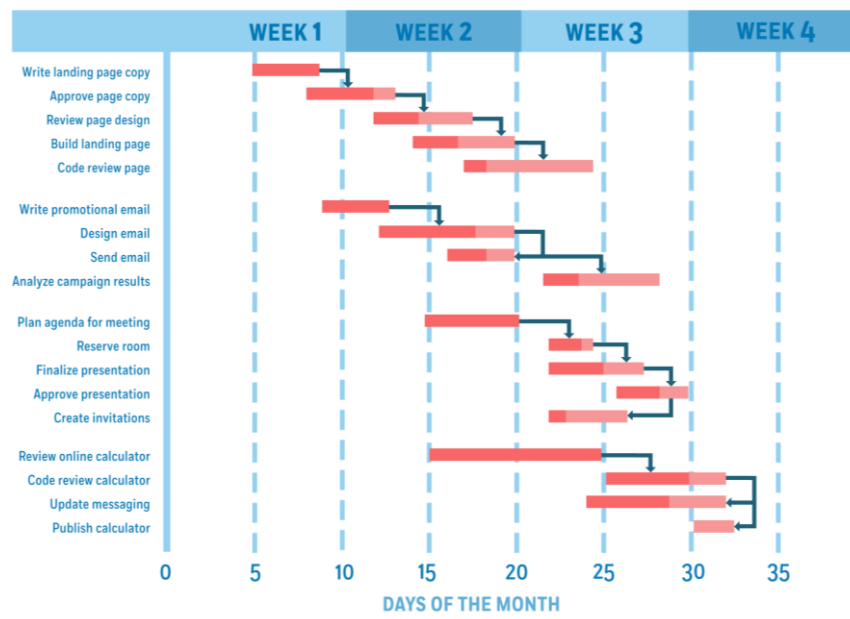 WEEK 1 WEEK 2 WEEK 3 WEEK 4
Write landing page copy
Approve page copy
Review page design
Build landing page
Code review page
Write promotional email
Design email
Send email
Analyze campaign results
Plan agenda for meeting
Reserve room
Finalize presentation
Approve presentation
Create invitations
Review online calculator
Code review calculator
Update messaging
Publish calculator
0 5 10 15 20 25 30 35
DAYS OF THE MONTH